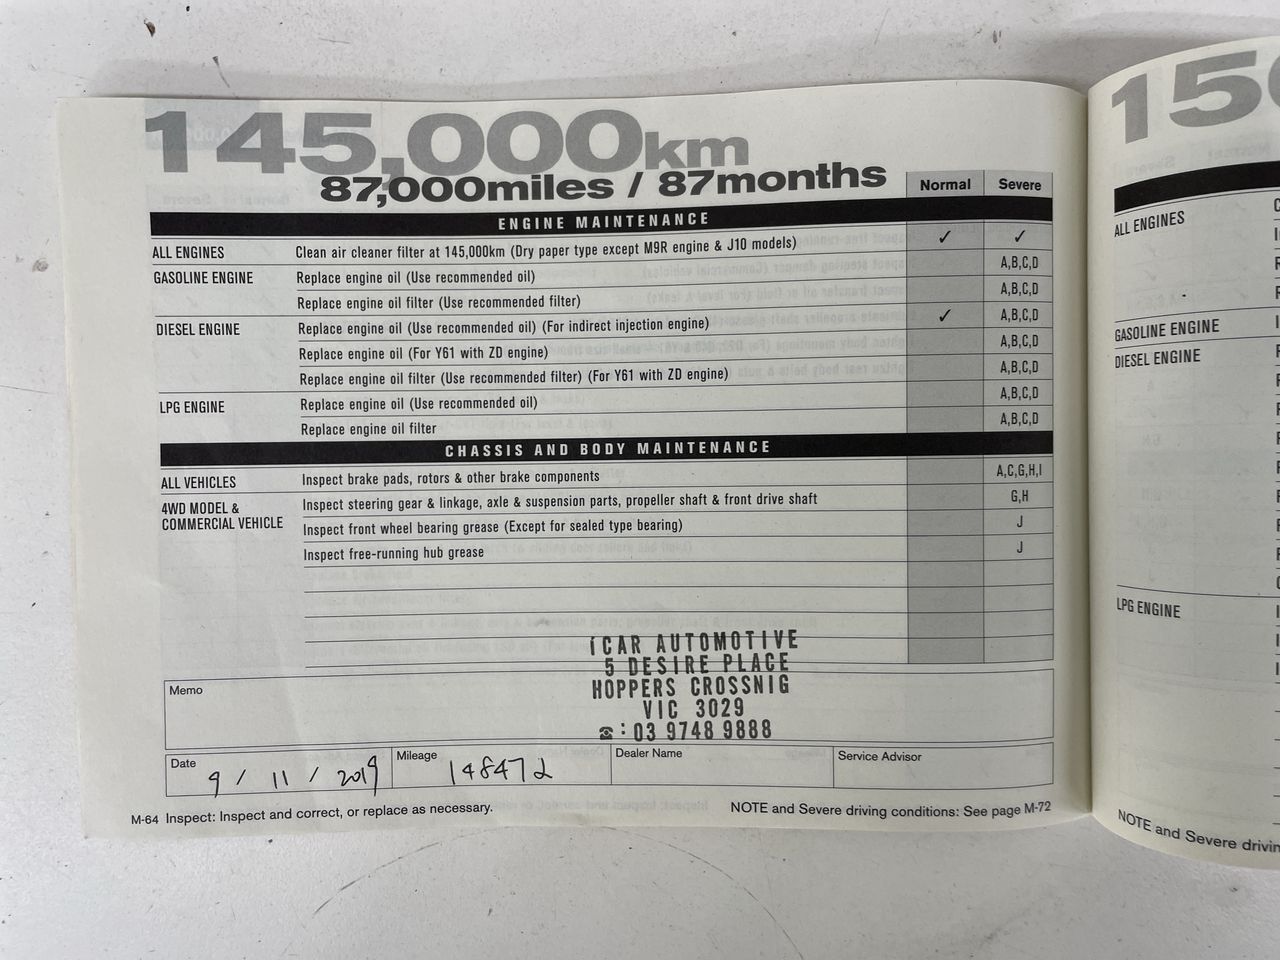 145,000km
87,000miles / 87months
Normal Severe
ENGINE MAINTENANCE
ALL ENGINES Clean air cleaner filter at 145,000km (Dry paper type except M9R engine & J10 models) ✓ ✓
GASOLINE ENGINE Replace engine oil (Use recommended oil) A,B,C,D
Replace engine oil filter (Use recommended filter) A,B,C,D
DIESEL ENGINE Replace engine oil (Use recommended oil) (For indirect injection engine) ✓ A,B,C,D
Replace engine oil (For Y61 with ZD engine) A,B,C,D
Replace engine oil filter (Use recommended filter) (For Y61 with ZD engine) A,B,C,D
LPG ENGINE Replace engine oil (Use recommended oil) A,B,C,D
Replace engine oil filter A,B,C,D
CHASSIS AND BODY MAINTENANCE
ALL VEHICLES Inspect brake pads, rotors & other brake components A,C,G,H,I
4WD MODEL & COMMERCIAL VEHICLE Inspect steering gear & linkage, axle & suspension parts, propeller shaft & front drive shaft G,H
Inspect front wheel bearing grease (Except for sealed type bearing) J
Inspect free-running hub grease J
iCAR AUTOMOTIVE
5 DESIRE PLACE
HOPPERS CROSSNIG
VIC 3029
☎:03 9748 9888
Memo
Date 9 / 11 / 2019 Mileage 148472 Dealer Name Service Advisor
M-64 Inspect: Inspect and correct, or replace as necessary. NOTE and Severe driving conditions: See page M-72
ALL ENGINES
GASOLINE ENGINE
DIESEL ENGINE
LPG ENGINE
NOTE and Severe